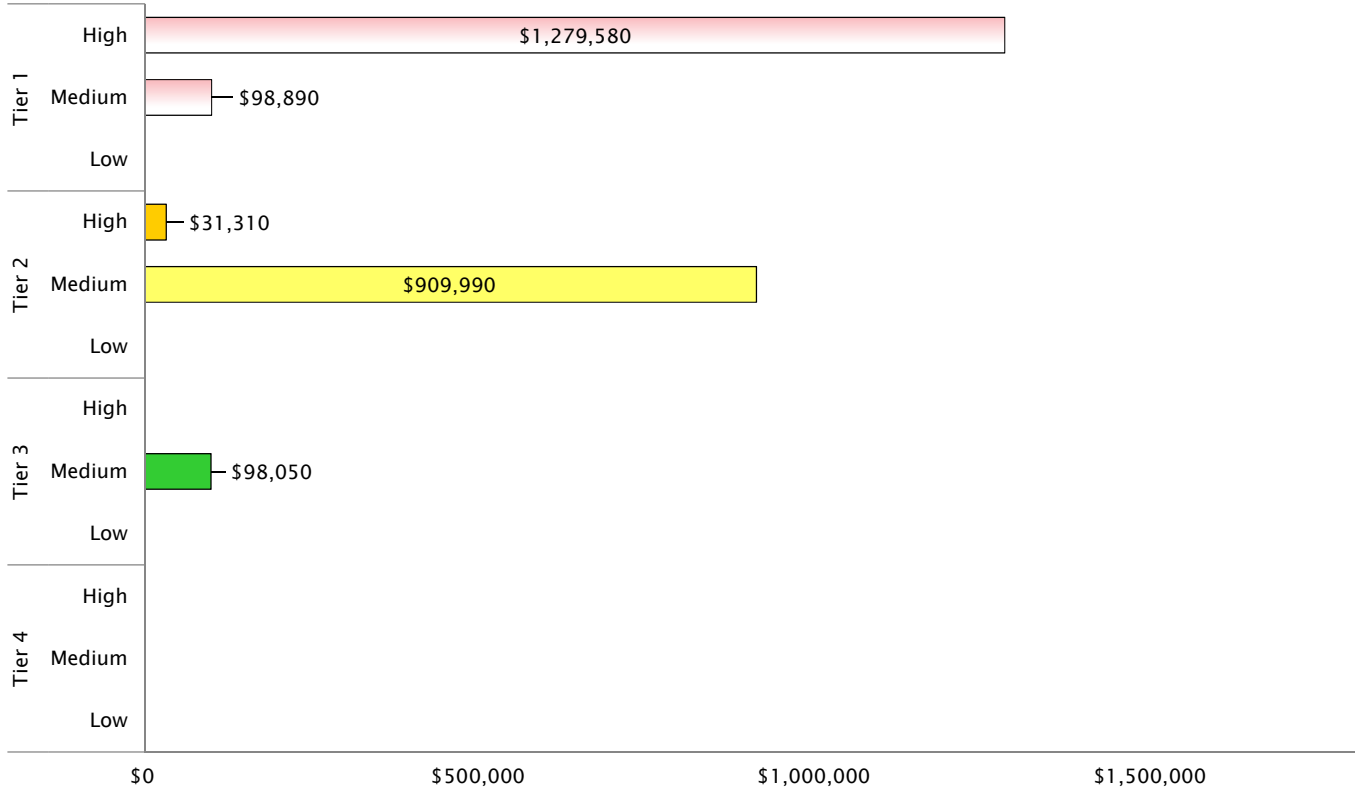 Tier 1
High
$1,279,580
Medium
$98,890
Low
Tier 2
High
$31,310
Medium
$909,990
Low
Tier 3
High
Medium
$98,050
Low
Tier 4
High
Medium
Low
$0
$500,000
$1,000,000
$1,500,000